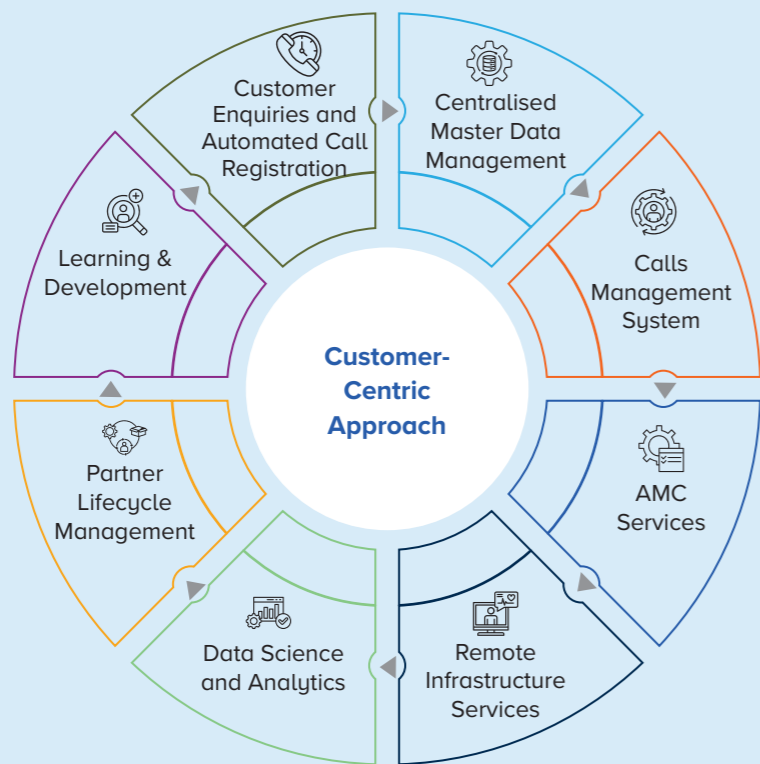 Customer
Enquiries and
Automated Call
Registration
Centralised
Master Data
Management
Calls
Management
System
AMC
Services
Remote
Infrastructure
Services
Data Science
and Analytics
Partner
Lifecycle
Management
Learning &
Development
Customer-
Centric
Approach